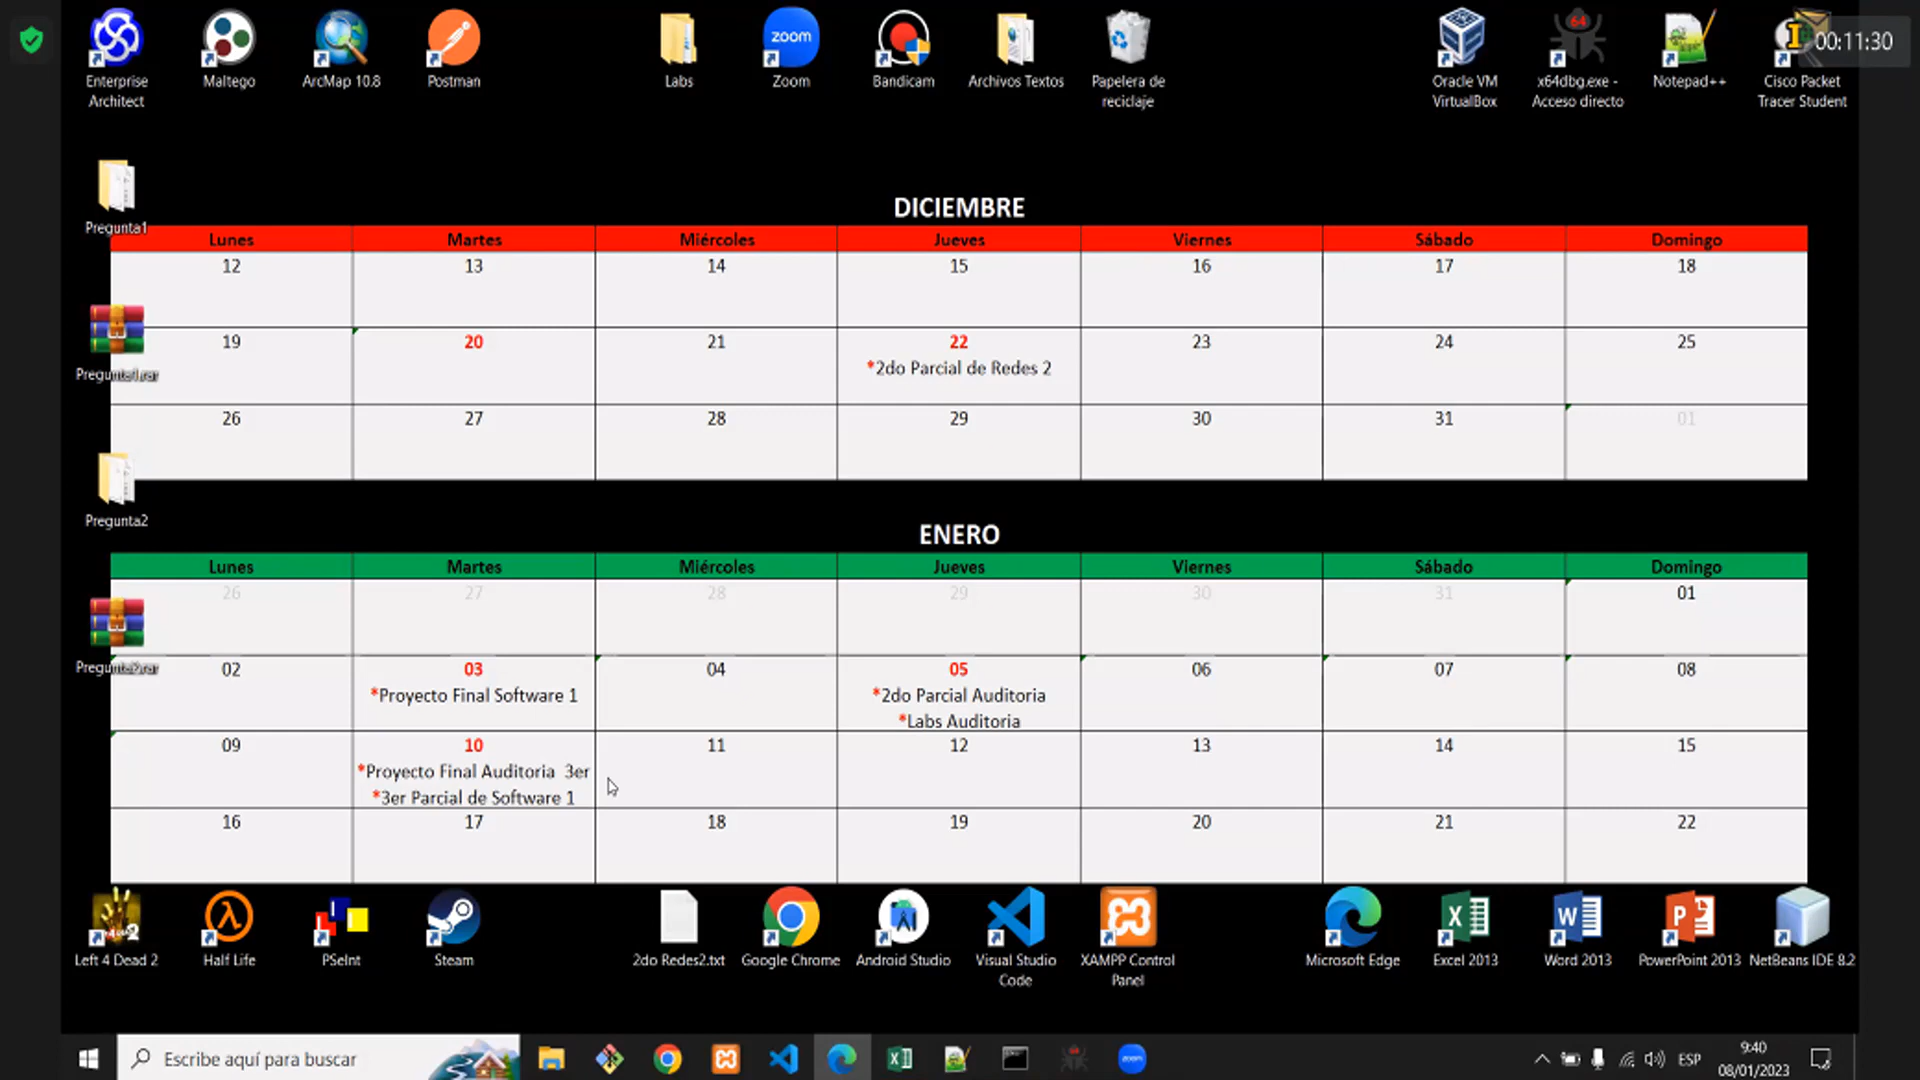 Enterprise
Architect
Maltego
ArcMap 10.8
Postman
Labs
zoom
Zoom
Bandicam
Archivos Textos
Papelera de
reciclaje
Oracle VM
VirtualBox
64
x64dbg.exe -
Acceso directo
Notepad++
Cisco Packet
Tracer Student
00:11:30
Pregunta1
Pregunta1.rar
Pregunta2
Pregunta2.rar
DICIEMBRE
Lunes Martes Miércoles Jueves Viernes Sábado Domingo
12 13 14 15 16 17 18
19 20 21 22 23 24 25
*2do Parcial de Redes 2
26 27 28 29 30 31 01
ENERO
Lunes Martes Miércoles Jueves Viernes Sábado Domingo
26 27 28 29 30 31 01
02 03 04 05 06 07 08
*Proyecto Final Software 1 *2do Parcial Auditoria
*Labs Auditoria
09 10 11 12 13 14 15
*Proyecto Final Auditoria 3er
*3er Parcial de Software 1
16 17 18 19 20 21 22
Left 4 Dead 2
Half Life
PSeInt
Steam
2do Redes2.txt
Google Chrome
Android Studio
Visual Studio
Code
XAMPP Control
Panel
Microsoft Edge
Excel 2013
Word 2013
PowerPoint 2013
NetBeans IDE 8.2
Escribe aquí para buscar
zoom
ESP
9:40
08/01/2023